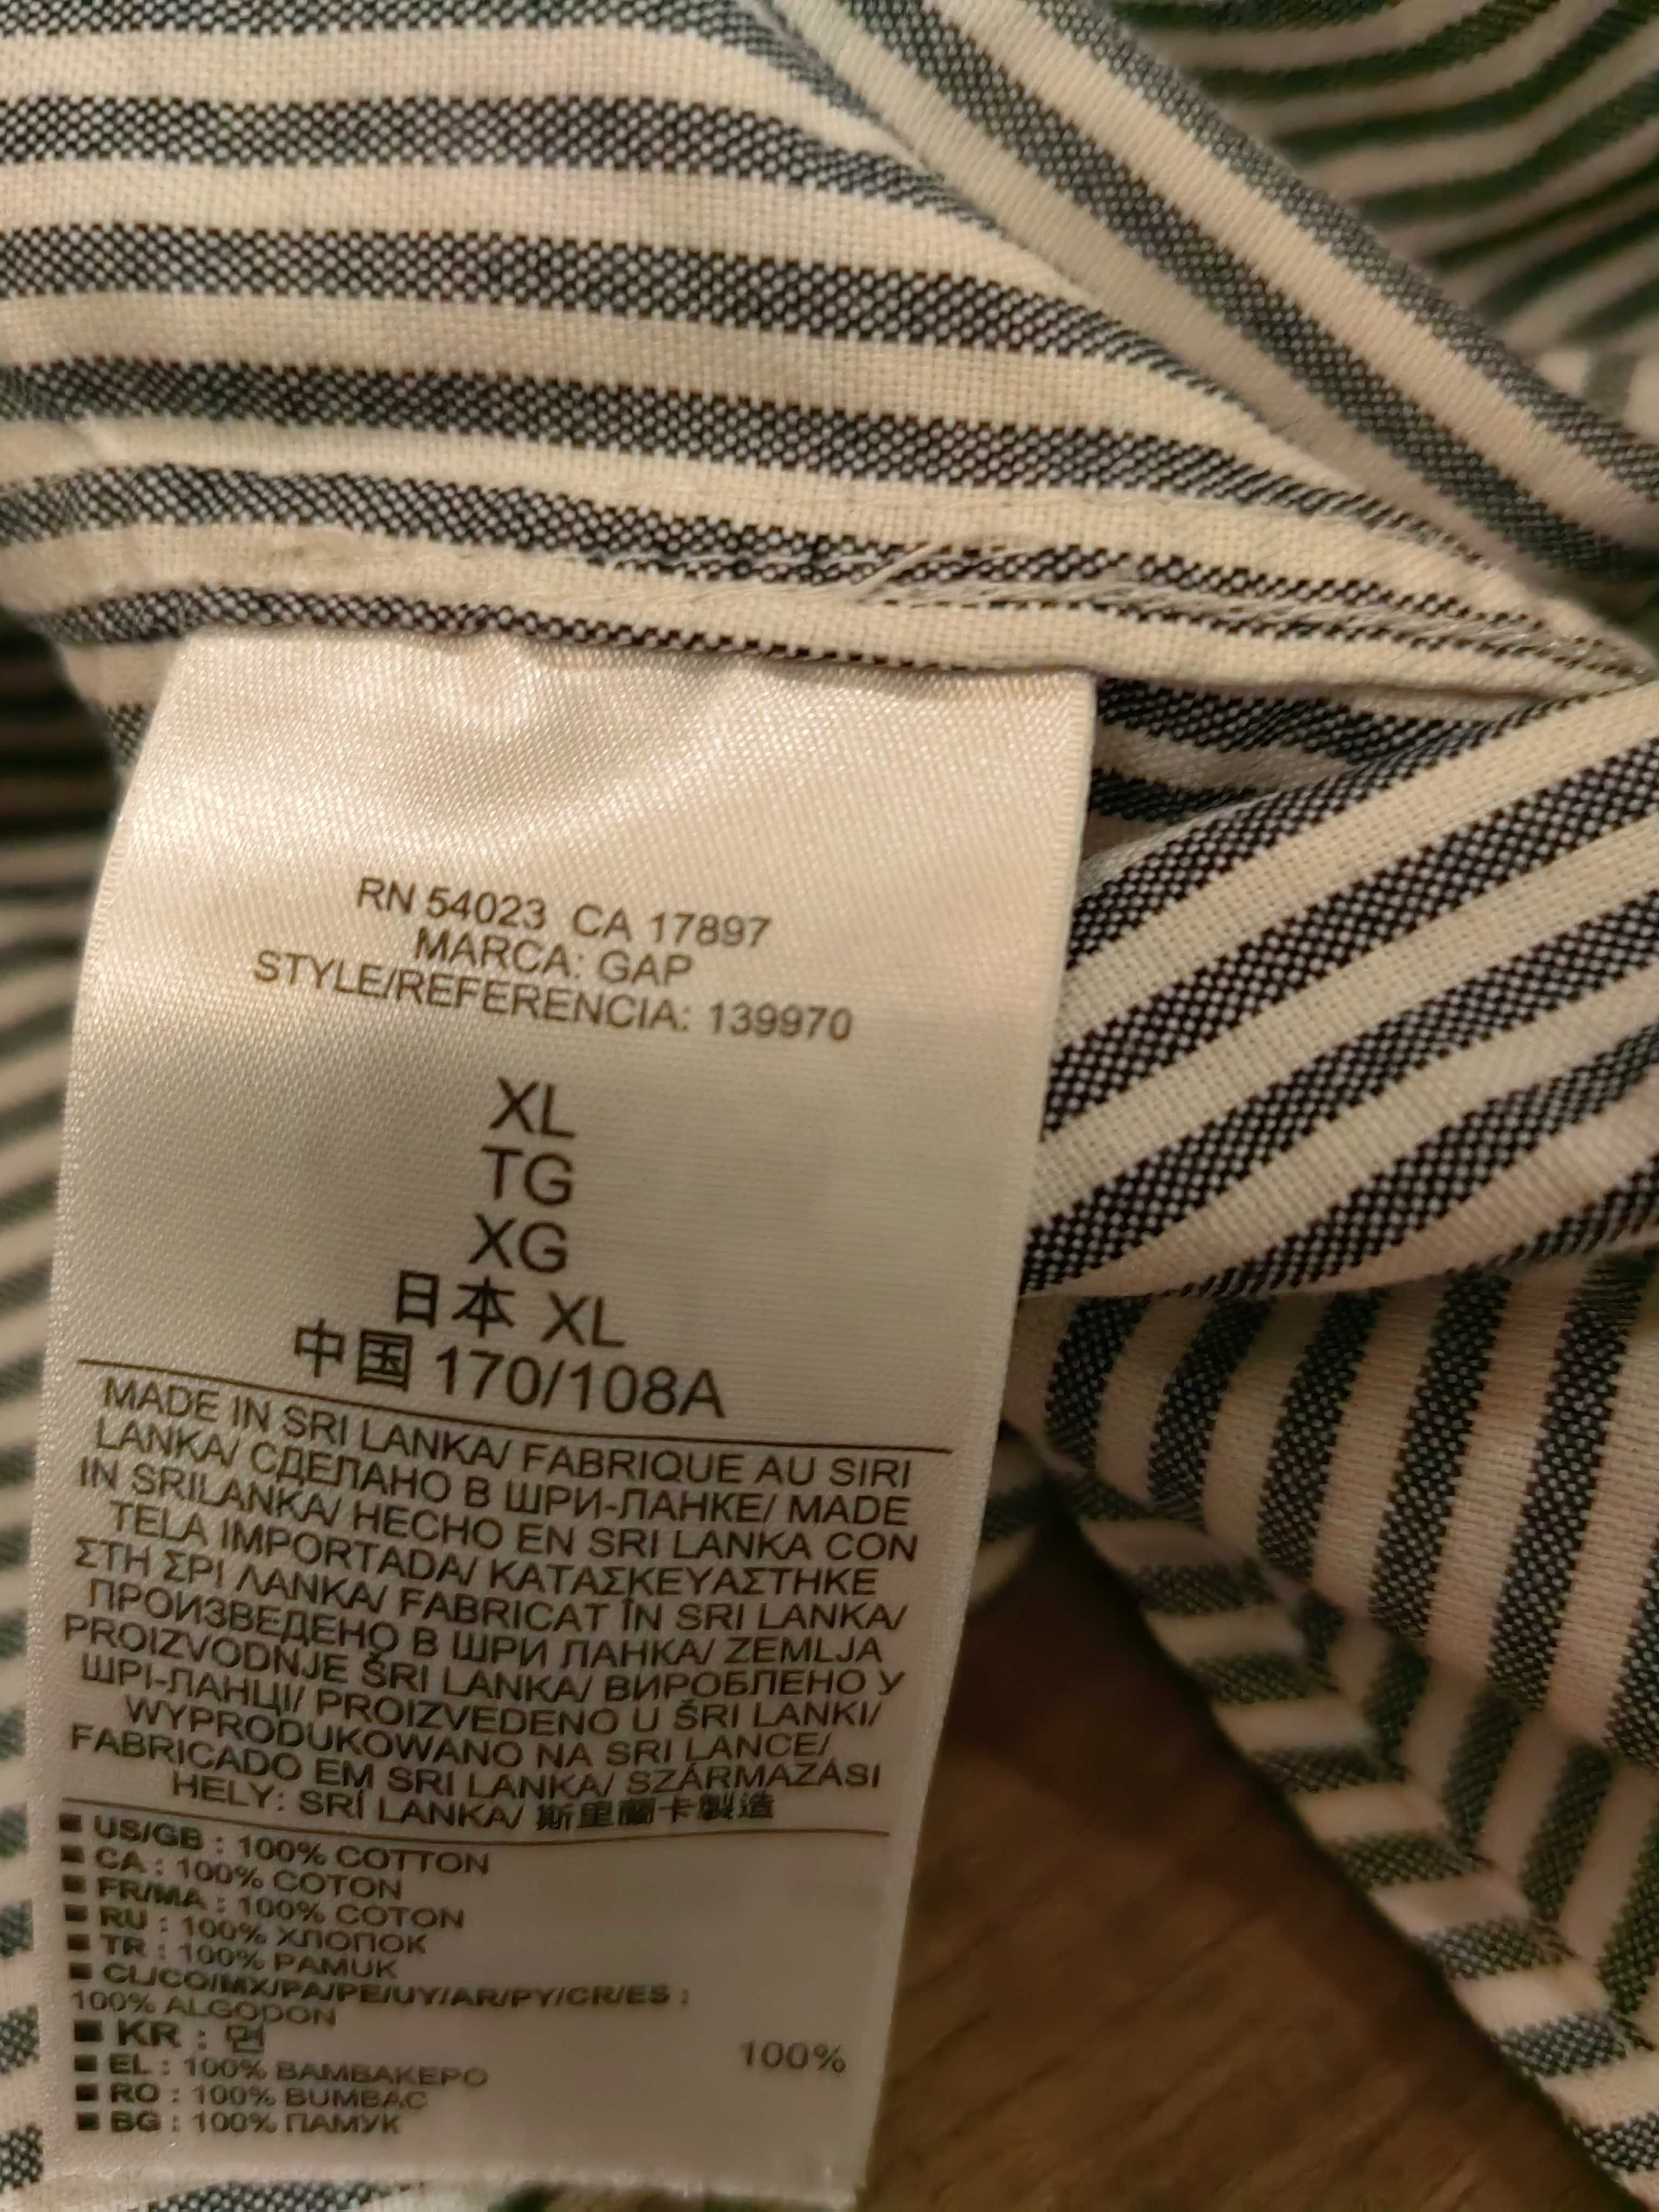 RN 54023 CA 17897
MARCA: GAP
STYLE/REFERENCIA: 139970
XL
TG
XG
日本 XL
中国 170/108A
MADE IN SRI LANKA/ FABRIQUE AU SIRI
LANKA/ СДЕЛАНО В ШРИ-ЛАНКЕ/ MADE
IN SRILANKA/ HECHO EN SRI LANKA CON
TELA IMPORTADA/ ΚΑΤΑΣΚΕΥΑΣΤΗΚΕ
ΣΤΗ ΣΡΙ ΛΑΝΚΑ/ FABRICAT ÎN SRI LANKA/
ПРОИЗВЕДЕНО В ШРИ ЛАНКА/ ZEMLJA
PROIZVODNJE ŠRI LANKA/ ВИРОБЛЕНО У
ШРІ-ЛАНЦІ/ PROIZVEDENO U ŠRI LANKI/
WYPRODUKOWANO NA SRI LANCE/
FABRICADO EM SRI LANKA/ SZÁRMAZÁSI
HELY: SRÍ LANKA/ 斯里蘭卡製造
■ US/GB : 100% COTTON
■ CA : 100% COTON
■ FR/MA : 100% COTON
■ RU : 100% ХЛОПОК
■ TR : 100% PAMUK
■ CL/CO/MX/PA/PE/UY/AR/PY/CR/ES :
100% ALGODON
■ KR : 면 100%
■ EL : 100% ΒΑΜΒΑΚΕΡΟ
■ RO : 100% BUMBAC
■ BG : 100% ПАМУК